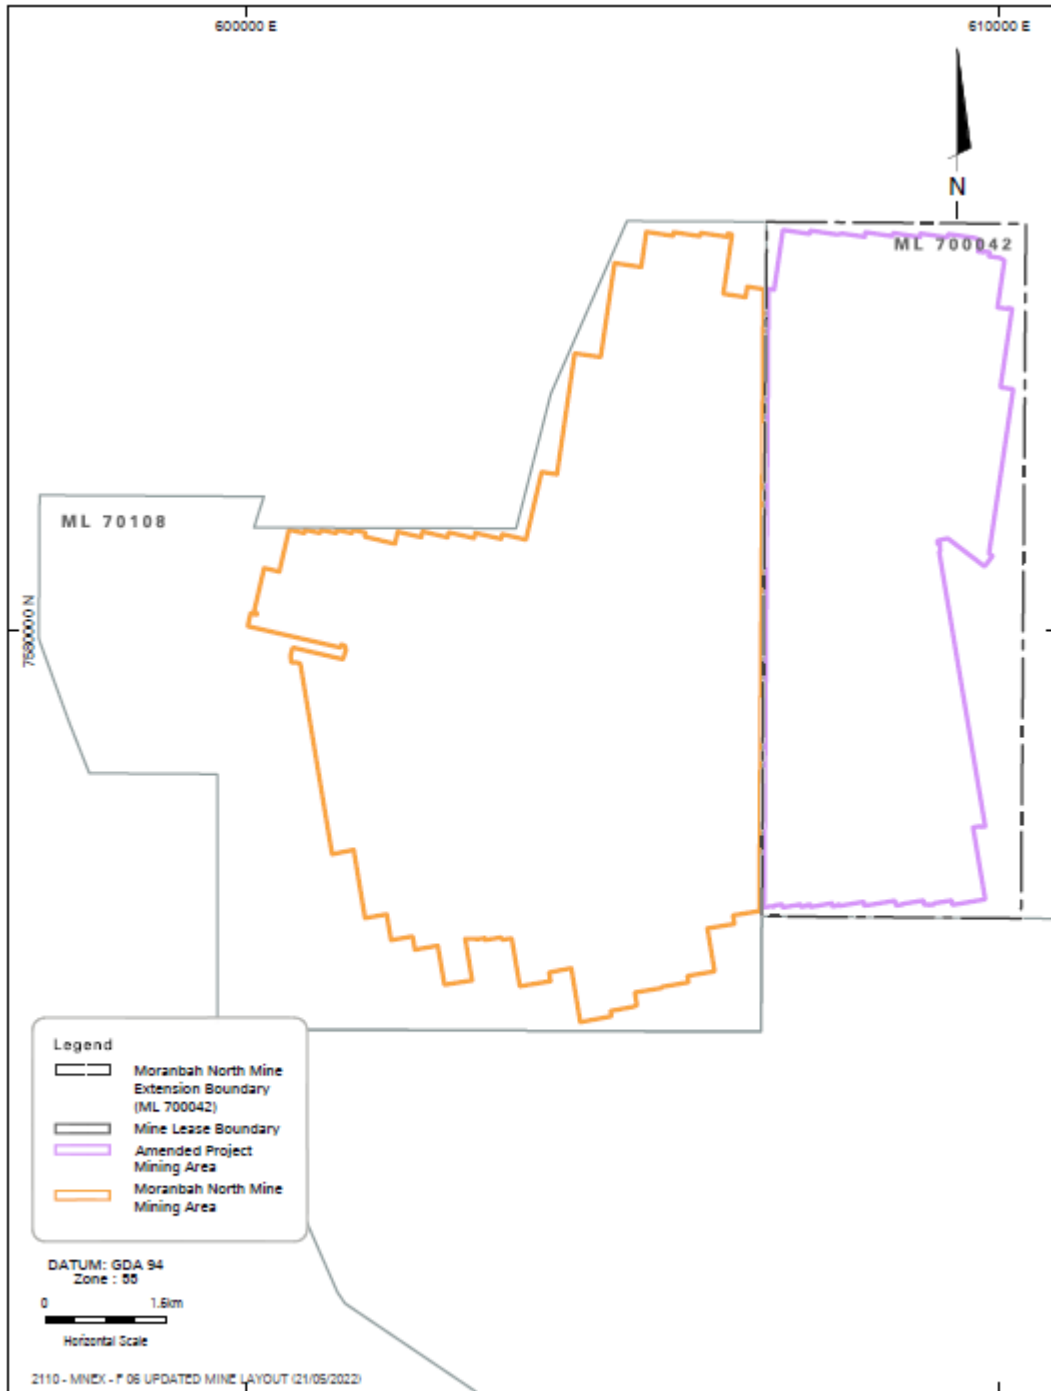 600000 E
610000 E
N
ML 700042
ML 70108
7580000 N
Legend
Moranbah North Mine
Extension Boundary
(ML 700042)
Mine Lease Boundary
Amended Project
Mining Area
Moranbah North Mine
Mining Area
DATUM: GDA 94
Zone : 55
0 1.5km
Horizontal Scale
2110 - MNEX - F 06 UPDATED MINE LAYOUT (21/05/2022)